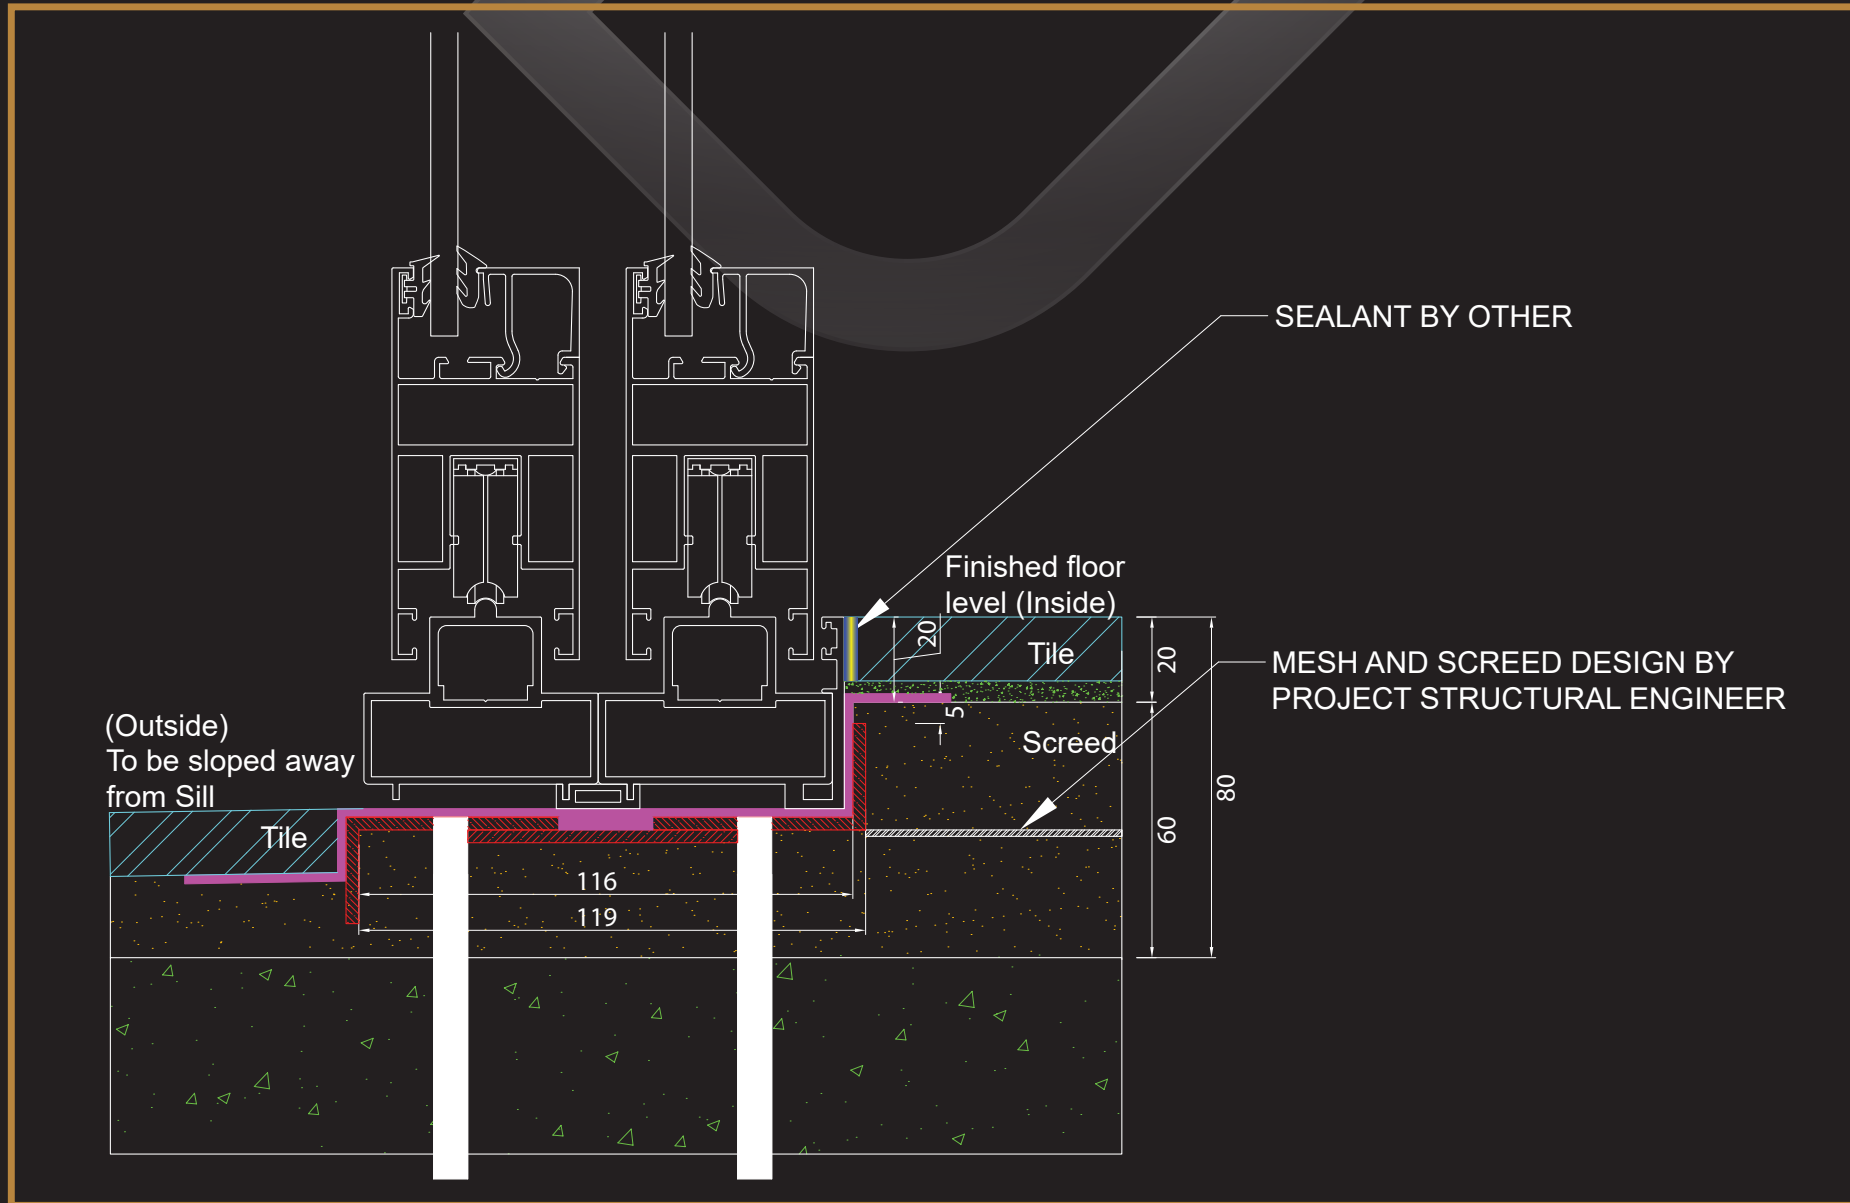 SEALANT BY OTHER
Finished floor
level (Inside)
20
Tile
20
MESH AND SCREED DESIGN BY
PROJECT STRUCTURAL ENGINEER
5
Screed
(Outside)
To be sloped away
from Sill
80
60
Tile
116
119